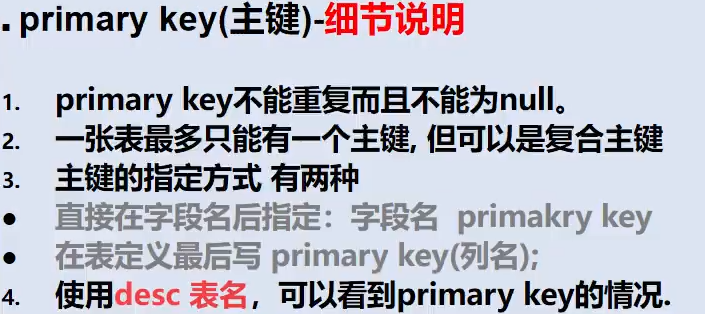 . primary key(主键)-细节说明
1. primary key不能重复而且不能为null。
2. 一张表最多只能有一个主键, 但可以是复合主键
3. 主键的指定方式 有两种
● 直接在字段名后指定：字段名 primakry key
● 在表定义最后写 primary key(列名);
4. 使用desc 表名，可以看到primary key的情况.